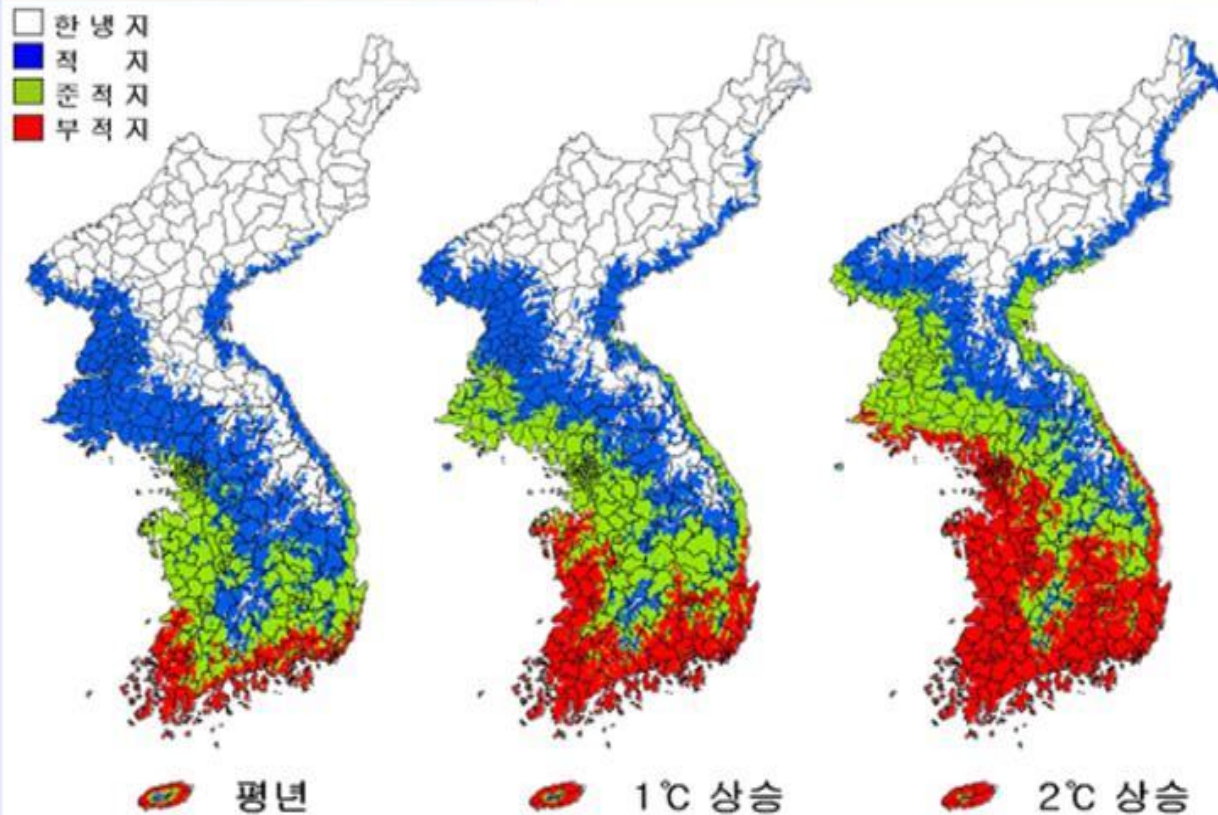 한 냉 지
적 지
준 적 지
부 적 지
평년
1℃ 상승
2℃ 상승